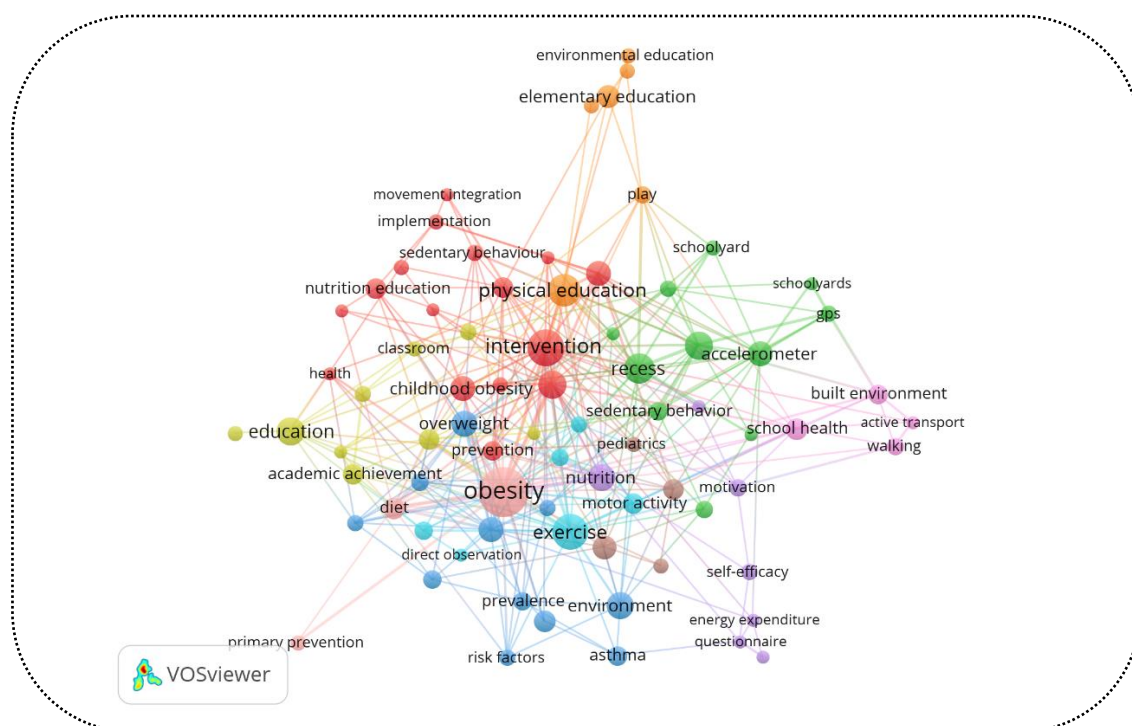 environmental education
elementary education
movement integration
play
implementation
sedentary behaviour
schoolyard
nutrition education
physical education
schoolyards
gps
classroom
intervention
accelerometer
recess
health
childhood obesity
built environment
overweight
sedentary behavior
active transport
education
school health
pediatrics
walking
prevention
academic achievement
nutrition
motivation
obesity
diet
motor activity
exercise
direct observation
self-efficacy
prevalence
environment
energy expenditure
primary prevention
questionnaire
risk factors
asthma
VOSviewer